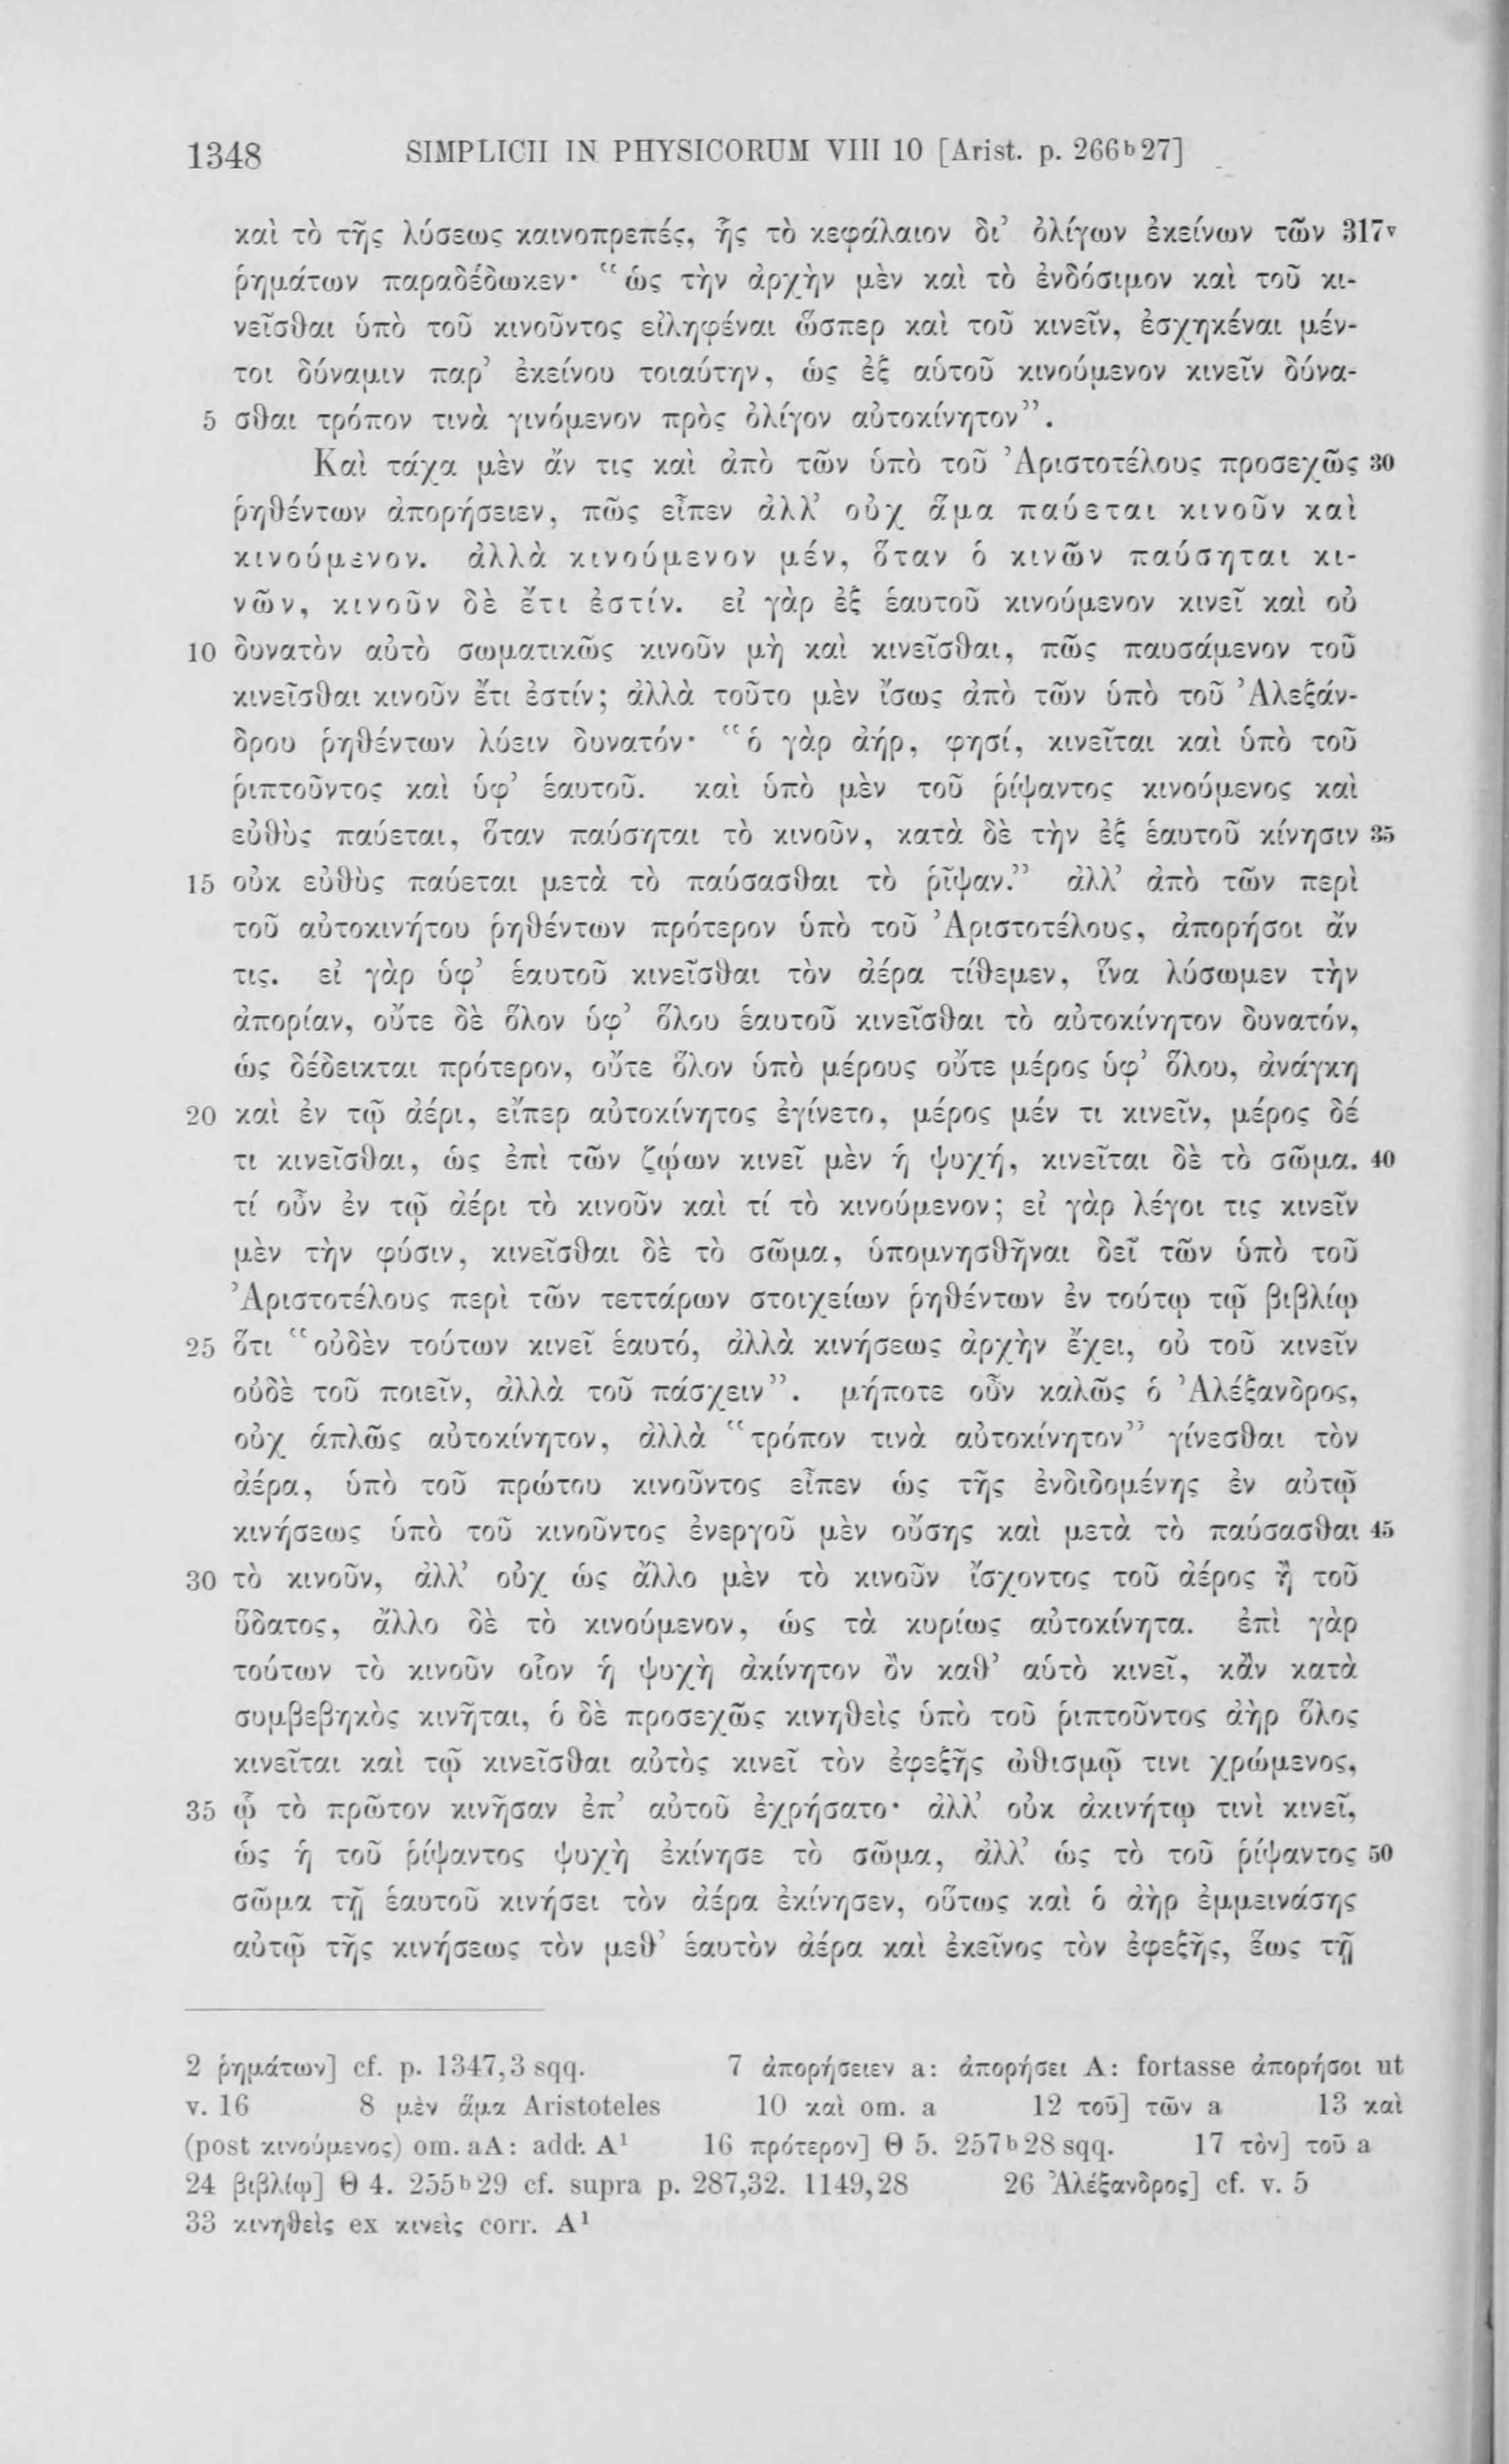 1348 SIMPLICII IN PHYSICORUM VIII 10 [Arist. p. 266ᵇ27]
καὶ τὸ τῆς λύσεως καινοπρεπές, ἧς τὸ κεφάλαιον δι’ ὀλίγων ἐκείνων τῶν 317ᵛ
ῥημάτων παραδέδωκεν· “ὡς τὴν ἀρχὴν μὲν καὶ τὸ ἐνδόσιμον καὶ τοῦ κι-
νεῖσθαι ὑπὸ τοῦ κινοῦντος εἰληφέναι ὥσπερ καὶ τοῦ κινεῖν, ἐσχηκέναι μέν-
τοι δύναμιν παρ’ ἐκείνου τοιαύτην, ὡς ἐξ αὑτοῦ κινούμενον κινεῖν δύνα-
5 σθαι τρόπον τινὰ γινόμενον πρὸς ὀλίγον αὐτοκίνητον”.
Καὶ τάχα μὲν ἄν τις καὶ ἀπὸ τῶν ὑπὸ τοῦ Ἀριστοτέλους προσεχῶς 30
ῥηθέντων ἀπορήσειεν, πῶς εἶπεν ἀλλ’ οὐχ ἅμα παύεται κινοῦν καὶ
κινούμενον. ἀλλὰ κινούμενον μέν, ὅταν ὁ κινῶν παύσηται κι-
νῶν, κινοῦν δὲ ἔτι ἐστίν. εἰ γὰρ ἐξ ἑαυτοῦ κινούμενον κινεῖ καὶ οὐ
10 δυνατὸν αὐτὸ σωματικῶς κινοῦν μὴ καὶ κινεῖσθαι, πῶς παυσάμενον τοῦ
κινεῖσθαι κινοῦν ἔτι ἐστίν; ἀλλὰ τοῦτο μὲν ἴσως ἀπὸ τῶν ὑπὸ τοῦ Ἀλεξάν-
δρου ῥηθέντων λύειν δυνατόν· “ὁ γὰρ ἀήρ, φησί, κινεῖται καὶ ὑπὸ τοῦ
ῥιπτοῦντος καὶ ὑφ’ ἑαυτοῦ. καὶ ὑπὸ μὲν τοῦ ῥίψαντος κινούμενος καὶ
εὐθὺς παύεται, ὅταν παύσηται τὸ κινοῦν, κατὰ δὲ τὴν ἐξ ἑαυτοῦ κίνησιν 35
15 οὐκ εὐθὺς παύεται μετὰ τὸ παύσασθαι τὸ ῥῖψαν.” ἀλλ’ ἀπὸ τῶν περὶ
τοῦ αὐτοκινήτου ῥηθέντων πρότερον ὑπὸ τοῦ Ἀριστοτέλους, ἀπορήσοι ἄν
τις. εἰ γὰρ ὑφ’ ἑαυτοῦ κινεῖσθαι τὸν ἀέρα τίθεμεν, ἵνα λύσωμεν τὴν
ἀπορίαν, οὔτε δὲ ὅλον ὑφ’ ὅλου ἑαυτοῦ κινεῖσθαι τὸ αὐτοκίνητον δυνατόν,
ὡς δέδεικται πρότερον, οὔτε ὅλον ὑπὸ μέρους οὔτε μέρος ὑφ’ ὅλου, ἀνάγκη
20 καὶ ἐν τῷ ἀέρι, εἴπερ αὐτοκίνητος ἐγίνετο, μέρος μέν τι κινεῖν, μέρος δέ
τι κινεῖσθαι, ὡς ἐπὶ τῶν ζῴων κινεῖ μὲν ἡ ψυχή, κινεῖται δὲ τὸ σῶμα. 40
τί οὖν ἐν τῷ ἀέρι τὸ κινοῦν καὶ τί τὸ κινούμενον; εἰ γὰρ λέγοι τις κινεῖν
μὲν τὴν φύσιν, κινεῖσθαι δὲ τὸ σῶμα, ὑπομνησθῆναι δεῖ τῶν ὑπὸ τοῦ
Ἀριστοτέλους περὶ τῶν τεττάρων στοιχείων ῥηθέντων ἐν τούτῳ τῷ βιβλίῳ
25 ὅτι “οὐδὲν τούτων κινεῖ ἑαυτό, ἀλλὰ κινήσεως ἀρχὴν ἔχει, οὐ τοῦ κινεῖν
οὐδὲ τοῦ ποιεῖν, ἀλλὰ τοῦ πάσχειν”. μήποτε οὖν καλῶς ὁ Ἀλέξανδρος,
οὐχ ἁπλῶς αὐτοκίνητον, ἀλλὰ “τρόπον τινὰ αὐτοκίνητον” γίνεσθαι τὸν
ἀέρα, ὑπὸ τοῦ πρώτου κινοῦντος εἶπεν ὡς τῆς ἐνδιδομένης ἐν αὐτῷ
κινήσεως ὑπὸ τοῦ κινοῦντος ἐνεργοῦ μὲν οὔσης καὶ μετὰ τὸ παύσασθαι 45
30 τὸ κινοῦν, ἀλλ’ οὐχ ὡς ἄλλο μὲν τὸ κινοῦν ἴσχοντος τοῦ ἀέρος ἢ τοῦ
ὕδατος, ἄλλο δὲ τὸ κινούμενον, ὡς τὰ κυρίως αὐτοκίνητα. ἐπὶ γὰρ
τούτων τὸ κινοῦν οἷον ἡ ψυχὴ ἀκίνητον ὂν καθ’ αὑτὸ κινεῖ, κἂν κατὰ
συμβεβηκὸς κινῆται, ὁ δὲ προσεχῶς κινηθεὶς ὑπὸ τοῦ ῥιπτοῦντος ἀὴρ ὅλος
κινεῖται καὶ τῷ κινεῖσθαι αὐτὸς κινεῖ τὸν ἐφεξῆς ὠθισμῷ τινι χρώμενος,
35 ᾧ τὸ πρῶτον κινῆσαν ἐπ’ αὐτοῦ ἐχρήσατο· ἀλλ’ οὐκ ἀκινήτῳ τινὶ κινεῖ,
ὡς ἡ τοῦ ῥίψαντος ψυχὴ ἐκίνησε τὸ σῶμα, ἀλλ’ ὡς τὸ τοῦ ῥίψαντος 50
σῶμα τῇ ἑαυτοῦ κινήσει τὸν ἀέρα ἐκίνησεν, οὕτως καὶ ὁ ἀὴρ ἐμμεινάσης
αὐτῷ τῆς κινήσεως τὸν μεθ’ ἑαυτὸν ἀέρα καὶ ἐκεῖνος τὸν ἐφεξῆς, ἕως τῇ
2 ῥημάτων] cf. p. 1347,3 sqq. 7 ἀπορήσειεν a: ἀπορήσει A: fortasse ἀπορήσοι ut
v. 16 8 μὲν ἅμα Aristoteles 10 καὶ om. a 12 τοῦ] τῶν a 13 καὶ
(post κινούμενος) om. aA: add. A¹ 16 πρότερον] Θ 5. 257ᵇ28 sqq. 17 τὸν] τοῦ a
24 βιβλίῳ] Θ 4. 255ᵇ29 cf. supra p. 287,32. 1149,28 26 Ἀλέξανδρος] cf. v. 5
33 κινηθεὶς ex κινεὶς corr. A¹